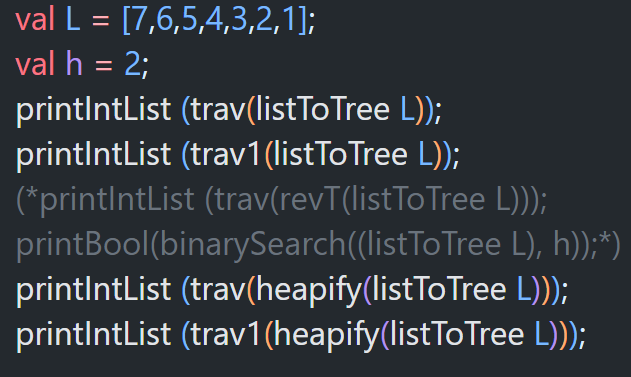 val L = [7,6,5,4,3,2,1];
val h = 2;
printIntList (trav(listToTree L));
printIntList (trav1(listToTree L));
(*printIntList (trav(revT(listToTree L)));
printBool(binarySearch((listToTree L), h));*)
printIntList (trav(heapify(listToTree L)));
printIntList (trav1(heapify(listToTree L)));